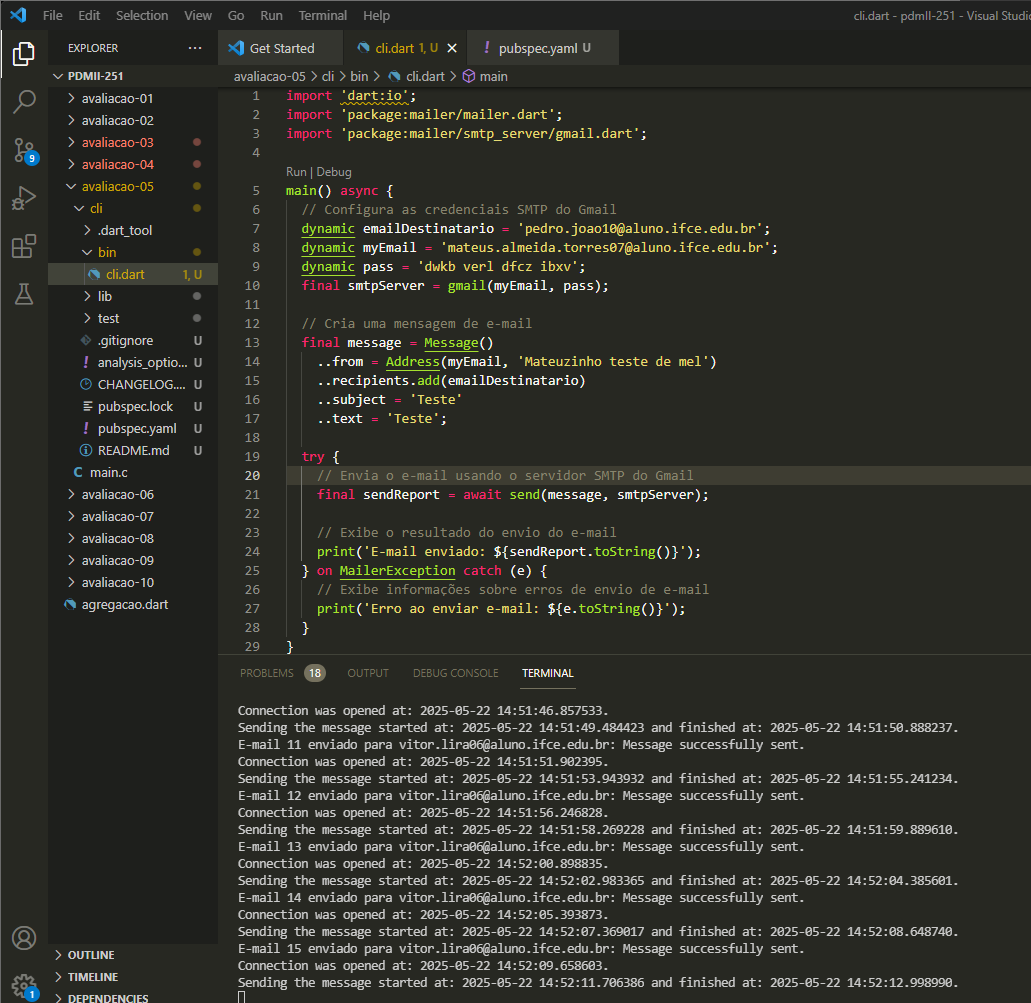 File Edit Selection View Go Run Terminal Help
cli.dart - pdmII-251 - Visual Studi
EXPLORER ···
Get Started
cli.dart 1, U
! pubspec.yaml U
PDMII-251
avaliacao-01
avaliacao-02
avaliacao-03
avaliacao-04
avaliacao-05
cli
.dart_tool
bin
cli.dart 1, U
lib
test
.gitignore U
! analysis_optio... U
CHANGELOG.... U
pubspec.lock U
! pubspec.yaml U
README.md U
C main.c
avaliacao-06
avaliacao-07
avaliacao-08
avaliacao-09
avaliacao-10
agregacao.dart
OUTLINE
TIMELINE
DEPENDENCIES
9
1
avaliacao-05 > cli > bin > cli.dart > main
1 import 'dart:io';
2 import 'package:mailer/mailer.dart';
3 import 'package:mailer/smtp_server/gmail.dart';
4
Run | Debug
5 main() async {
6 // Configura as credenciais SMTP do Gmail
7 dynamic emailDestinatario = 'pedro.joao10@aluno.ifce.edu.br';
8 dynamic myEmail = 'mateus.almeida.torres07@aluno.ifce.edu.br';
9 dynamic pass = 'dwkb verl dfcz ibxv';
10 final smtpServer = gmail(myEmail, pass);
11
12 // Cria uma mensagem de e-mail
13 final message = Message()
14 ..from = Address(myEmail, 'Mateuzinho teste de mel')
15 ..recipients.add(emailDestinatario)
16 ..subject = 'Teste'
17 ..text = 'Teste';
18
19 try {
20 // Envia o e-mail usando o servidor SMTP do Gmail
21 final sendReport = await send(message, smtpServer);
22
23 // Exibe o resultado do envio do e-mail
24 print('E-mail enviado: ${sendReport.toString()}');
25 } on MailerException catch (e) {
26 // Exibe informações sobre erros de envio de e-mail
27 print('Erro ao enviar e-mail: ${e.toString()}');
28 }
29 }
PROBLEMS 18 OUTPUT DEBUG CONSOLE TERMINAL
Connection was opened at: 2025-05-22 14:51:46.857533.
Sending the message started at: 2025-05-22 14:51:49.484423 and finished at: 2025-05-22 14:51:50.888237.
E-mail 11 enviado para vitor.lira06@aluno.ifce.edu.br: Message successfully sent.
Connection was opened at: 2025-05-22 14:51:51.902395.
Sending the message started at: 2025-05-22 14:51:53.943932 and finished at: 2025-05-22 14:51:55.241234.
E-mail 12 enviado para vitor.lira06@aluno.ifce.edu.br: Message successfully sent.
Connection was opened at: 2025-05-22 14:51:56.246828.
Sending the message started at: 2025-05-22 14:51:58.269228 and finished at: 2025-05-22 14:51:59.889610.
E-mail 13 enviado para vitor.lira06@aluno.ifce.edu.br: Message successfully sent.
Connection was opened at: 2025-05-22 14:52:00.898835.
Sending the message started at: 2025-05-22 14:52:02.983365 and finished at: 2025-05-22 14:52:04.385601.
E-mail 14 enviado para vitor.lira06@aluno.ifce.edu.br: Message successfully sent.
Connection was opened at: 2025-05-22 14:52:05.393873.
Sending the message started at: 2025-05-22 14:52:07.369017 and finished at: 2025-05-22 14:52:08.648740.
E-mail 15 enviado para vitor.lira06@aluno.ifce.edu.br: Message successfully sent.
Connection was opened at: 2025-05-22 14:52:09.658603.
Sending the message started at: 2025-05-22 14:52:11.706386 and finished at: 2025-05-22 14:52:12.998990.